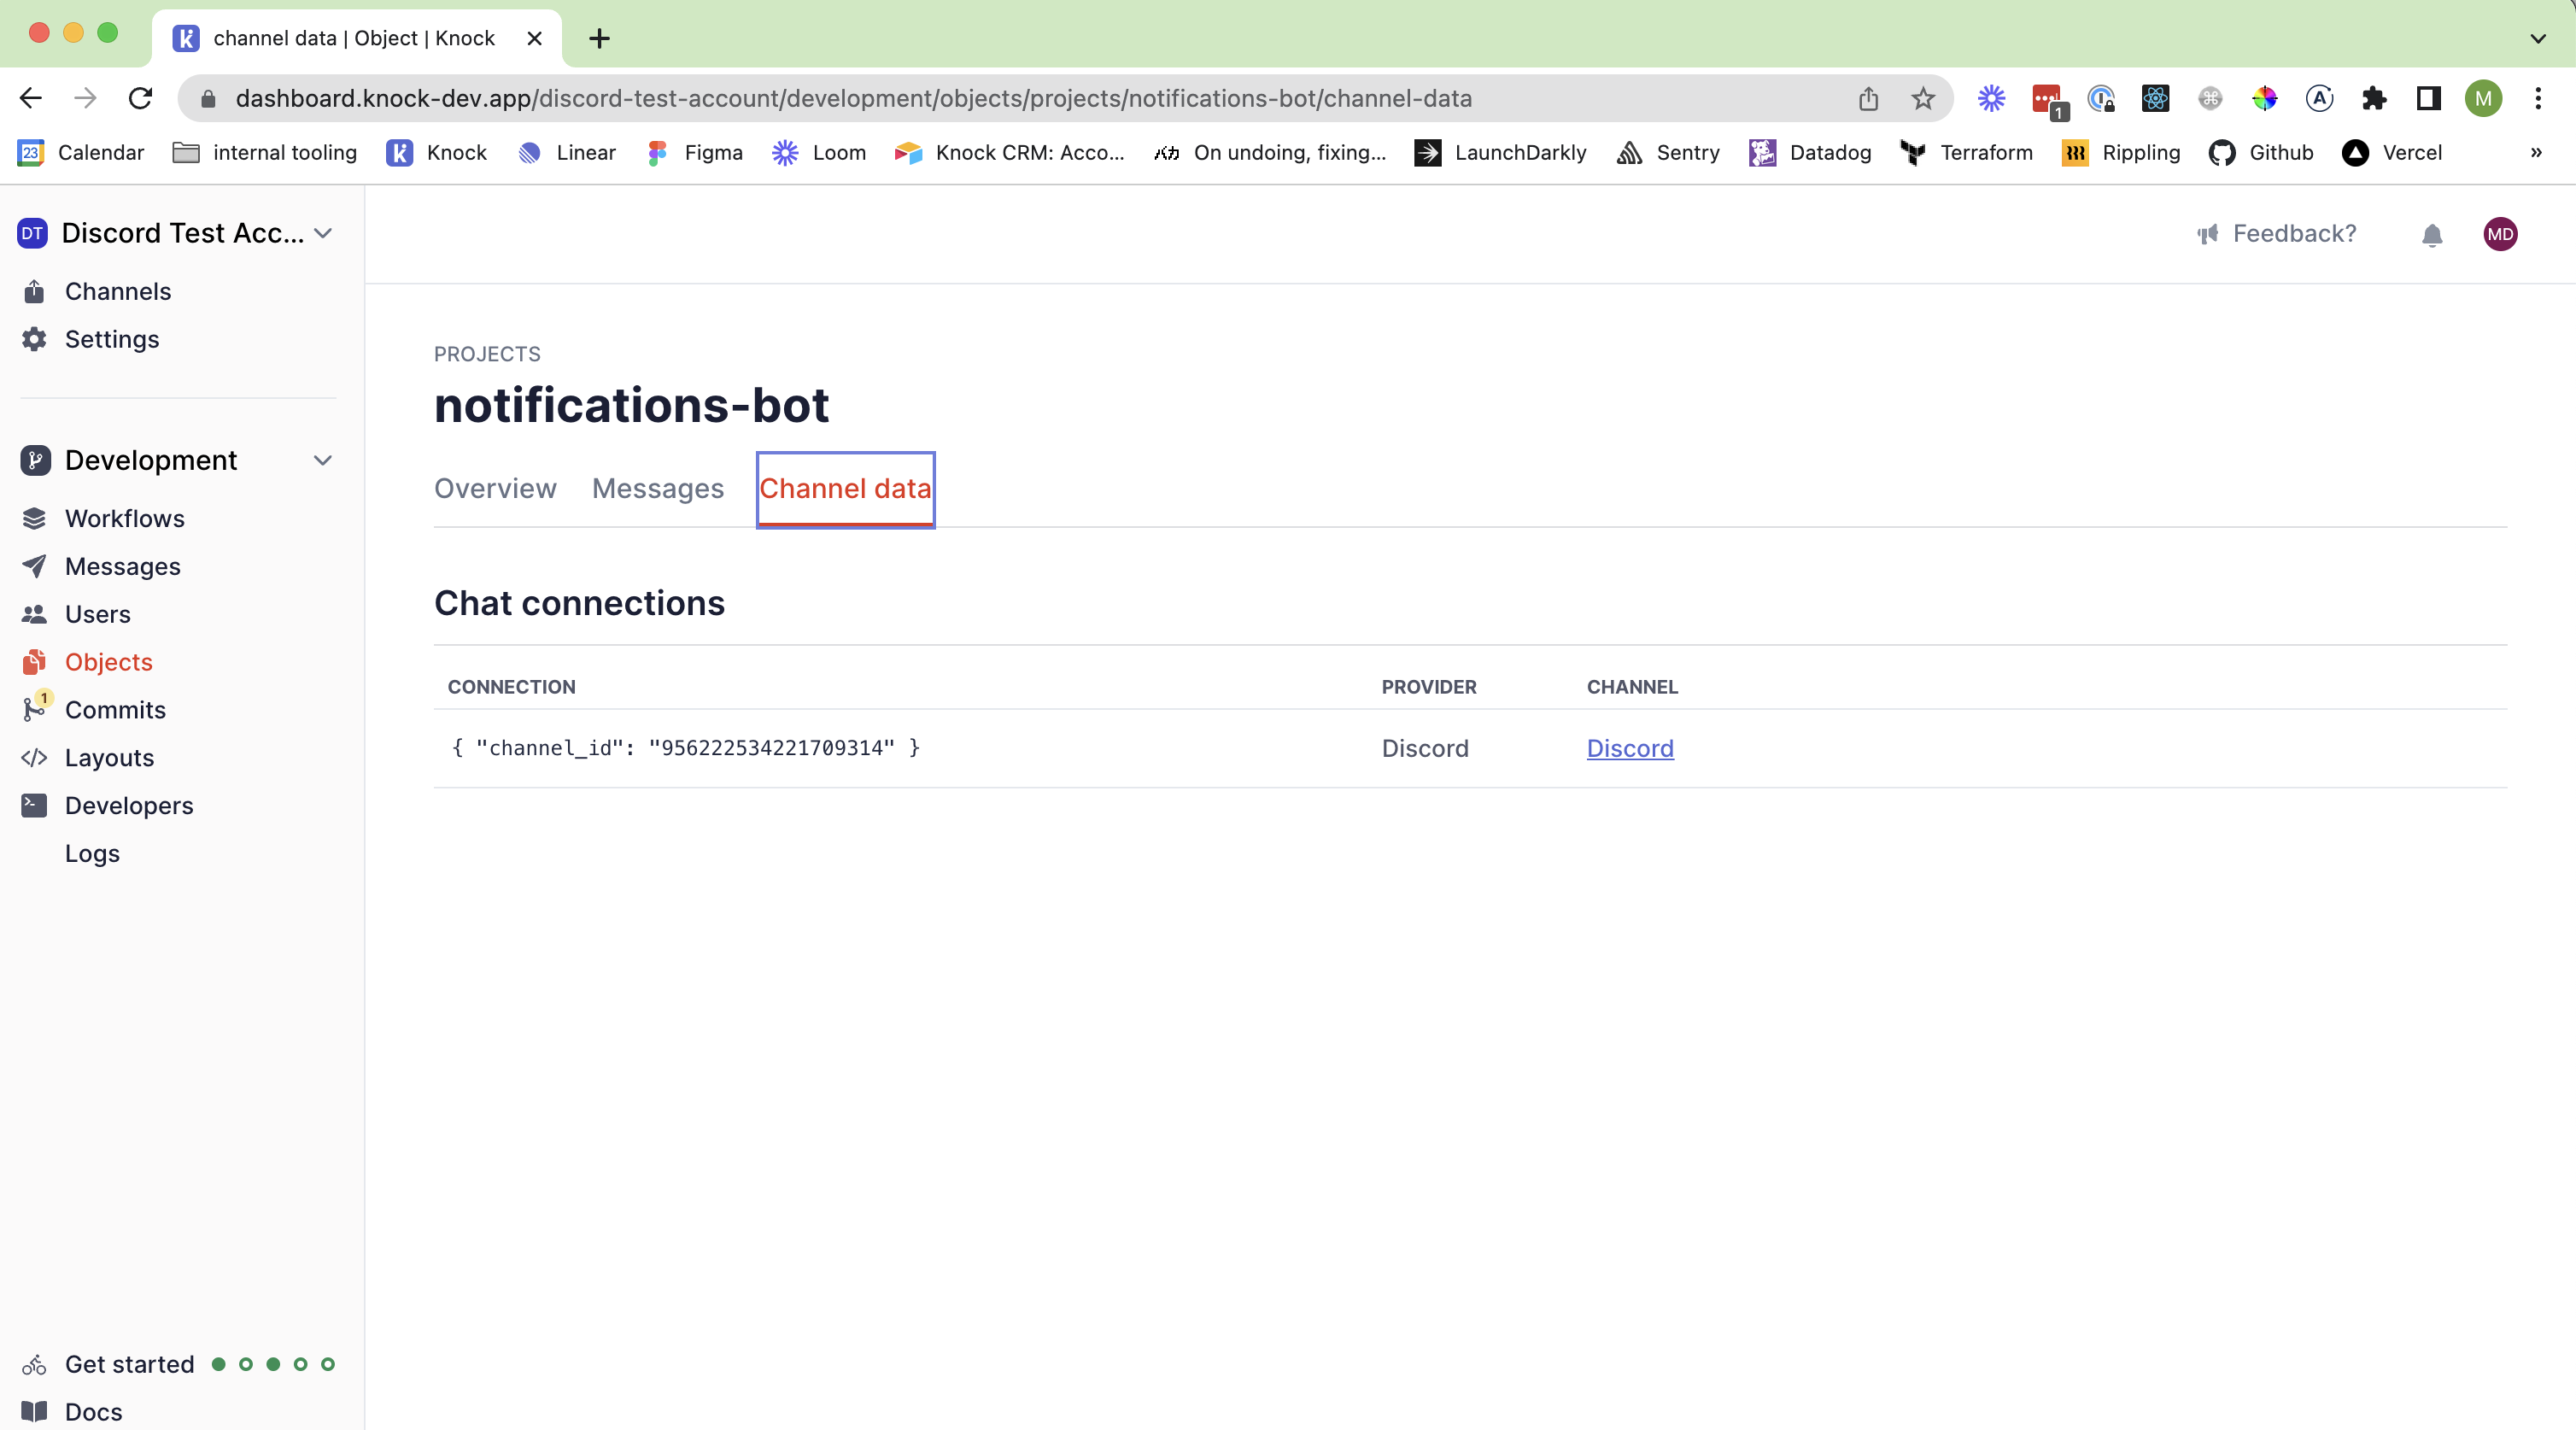 channel data | Object | Knock
dashboard.knock-dev.app/discord-test-account/development/objects/projects/notifications-bot/channel-data
1
M
23 Calendar internal tooling Knock Linear Figma Loom Knock CRM: Acco... On undoing, fixing... LaunchDarkly Sentry Datadog Terraform Rippling Github Vercel »
DT Discord Test Acc...
Feedback?
MD
Channels
Settings
Development
Workflows
Messages
Users
Objects
1
Commits
Layouts
Developers
Logs
Get started
Docs
PROJECTS
notifications-bot
Overview Messages Channel data
Chat connections
CONNECTION PROVIDER CHANNEL
{ "channel_id": "956222534221709314" } Discord Discord